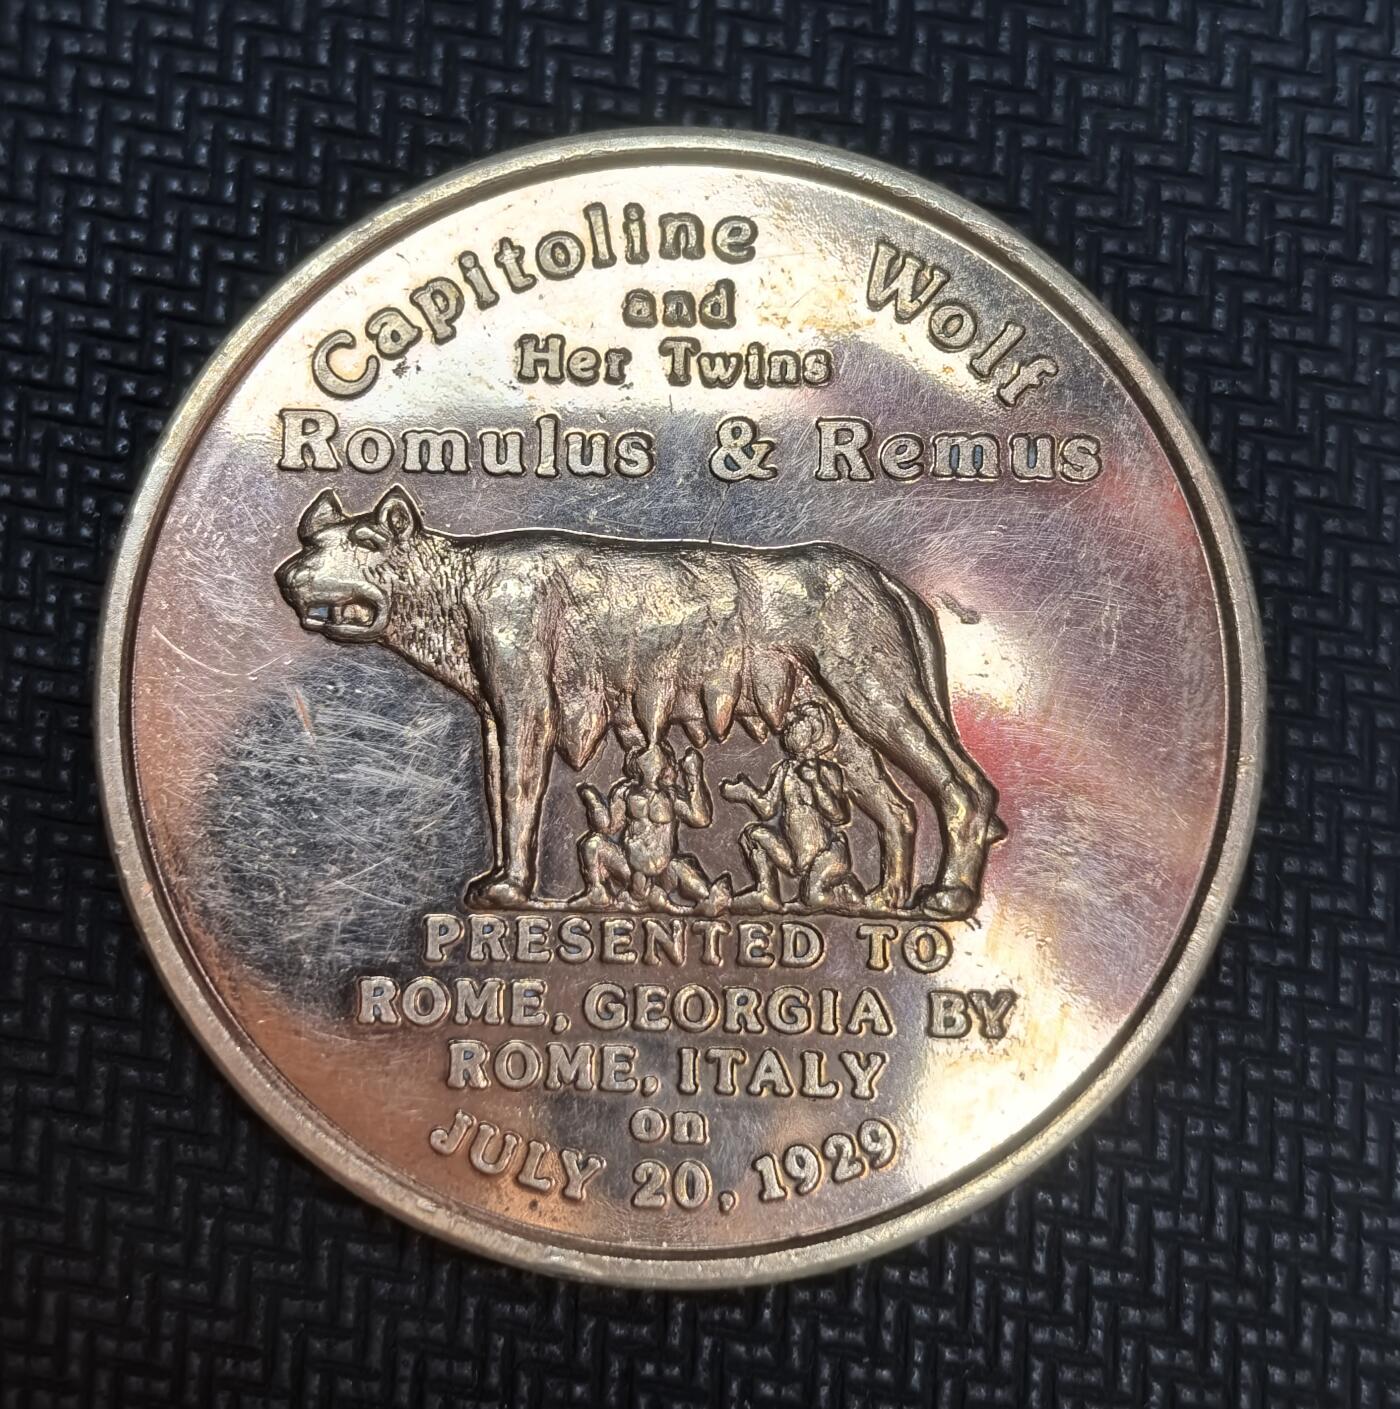 Capitoline Wolf
and
Her Twins
Romulus & Remus
PRESENTED TO
ROME, GEORGIA BY
ROME, ITALY
on
JULY 20, 1929